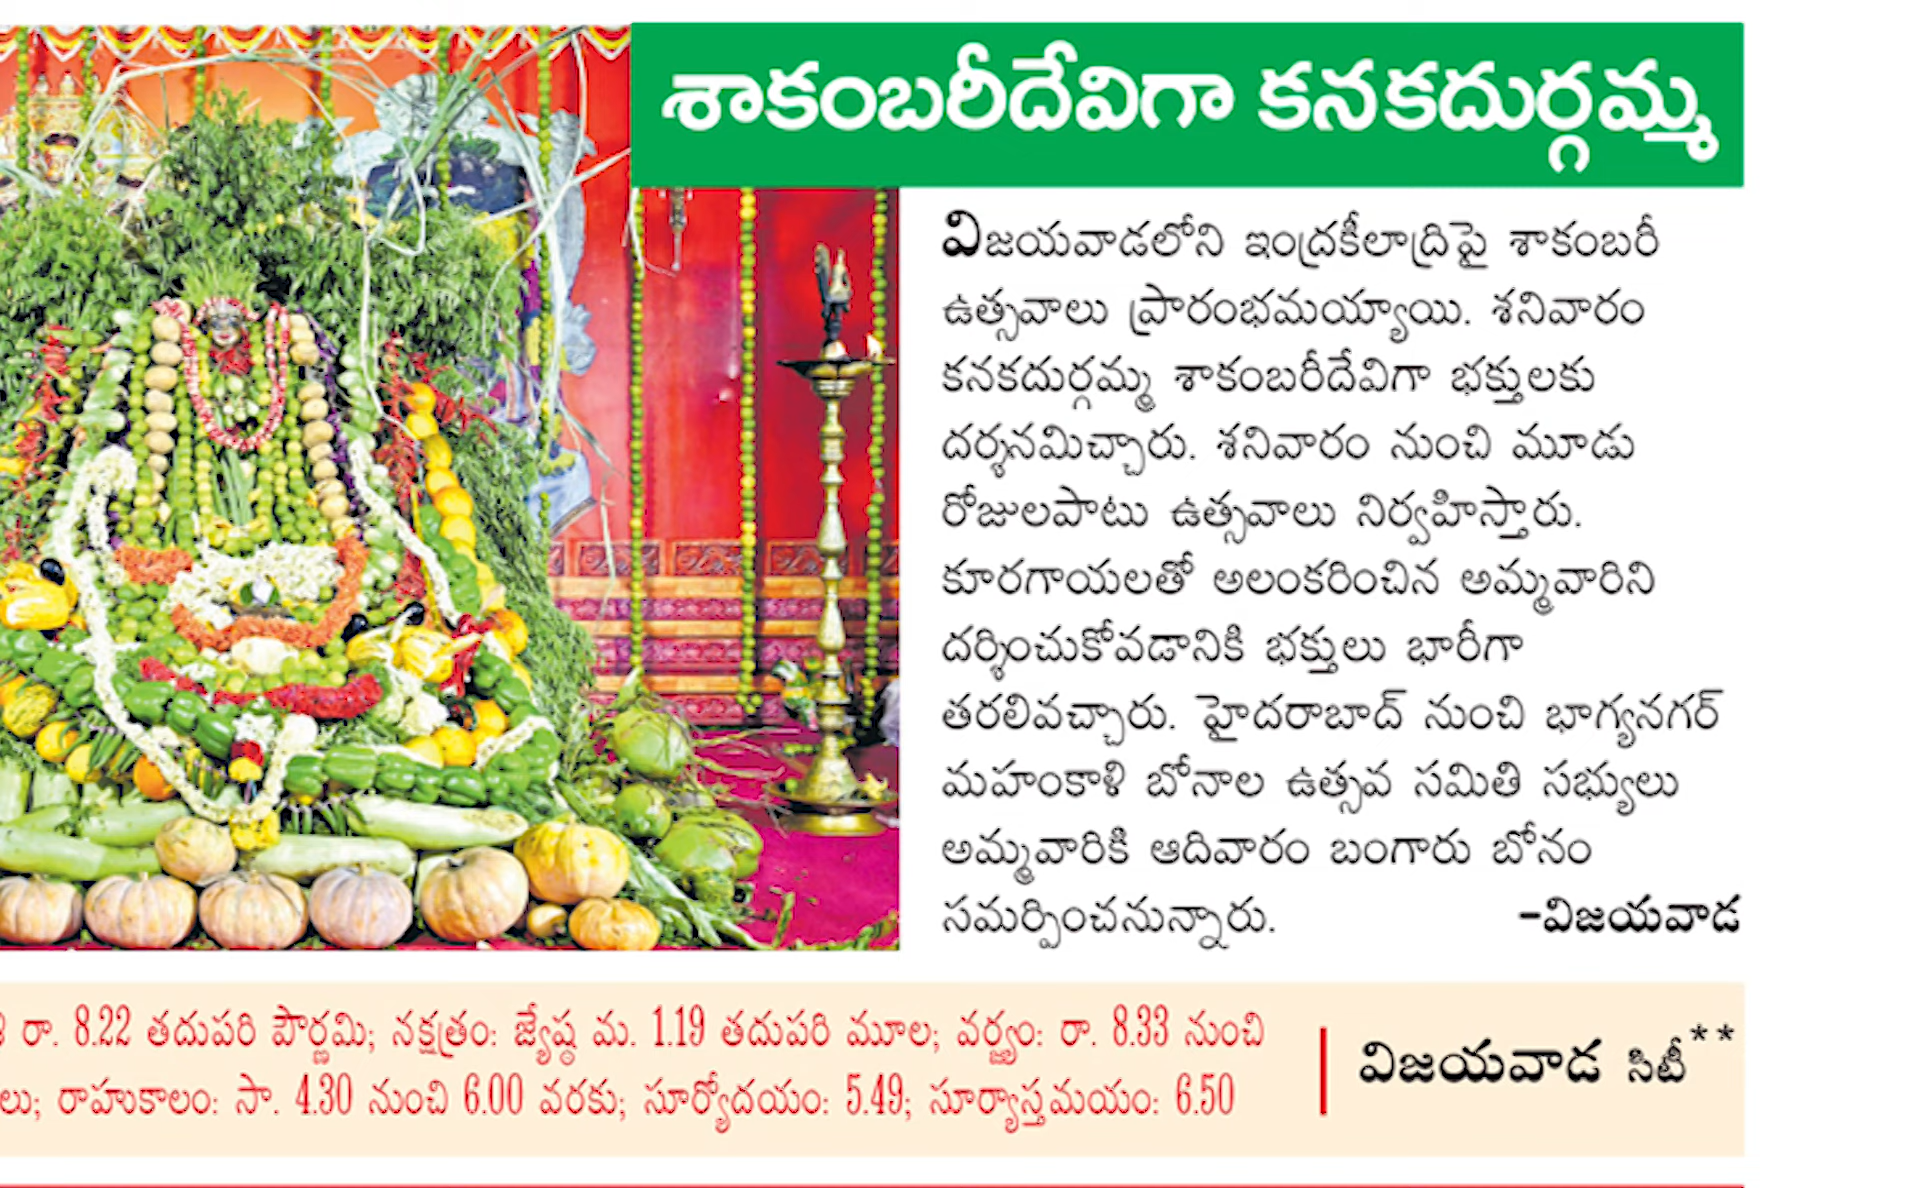 శాకంబరీదేవిగా కనకదుర్గమ్మ
విజయవాడలోని ఇంద్రకీలాద్రిపై శాకంబరీ
ఉత్సవాలు ప్రారంభమయ్యాయి. శనివారం
కనకదుర్గమ్మ శాకంబరీదేవిగా భక్తులకు
దర్శనమిచ్చారు. శనివారం నుంచి మూడు
రోజులపాటు ఉత్సవాలు నిర్వహిస్తారు.
కూరగాయలతో అలంకరించిన అమ్మవారిని
దర్శించుకోవడానికి భక్తులు భారీగా
తరలివచ్చారు. హైదరాబాద్ నుంచి భాగ్యనగర్
మహంకాళి బోనాల ఉత్సవ సమితి సభ్యులు
అమ్మవారికి ఆదివారం బంగారు బోనం
సమర్పించనున్నారు. –విజయవాడ
రా. 8.22 తదుపరి పౌర్ణమి; నక్షత్రం: జ్యేష్ఠ మ. 1.19 తదుపరి మూల; వర్జ్యం: రా. 8.33 నుంచి
లు; రాహుకాలం: సా. 4.30 నుంచి 6.00 వరకు; సూర్యోదయం: 5.49; సూర్యాస్తమయం: 6.50
విజయవాడ సిటీ**